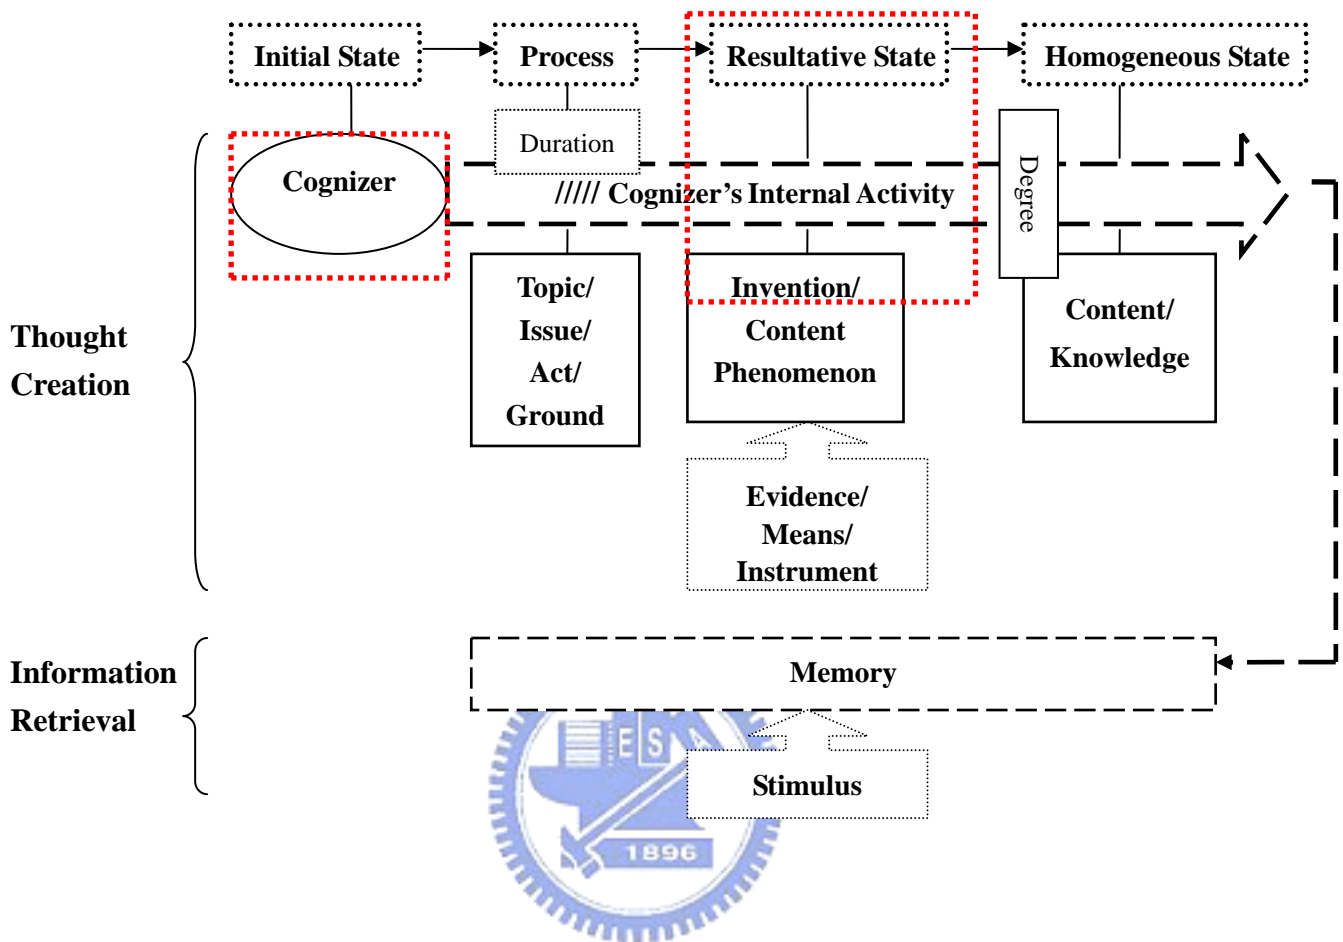 Initial State
Process
Resultative State
Homogeneous State
Duration
Cognizer
///// Cognizer's Internal Activity
Degree
Topic/
Issue/
Act/
Ground
Invention/
Content
Phenomenon
Content/
Knowledge
Thought
Creation
Evidence/
Means/
Instrument
Information
Retrieval
Memory
E S A
Stimulus
1896